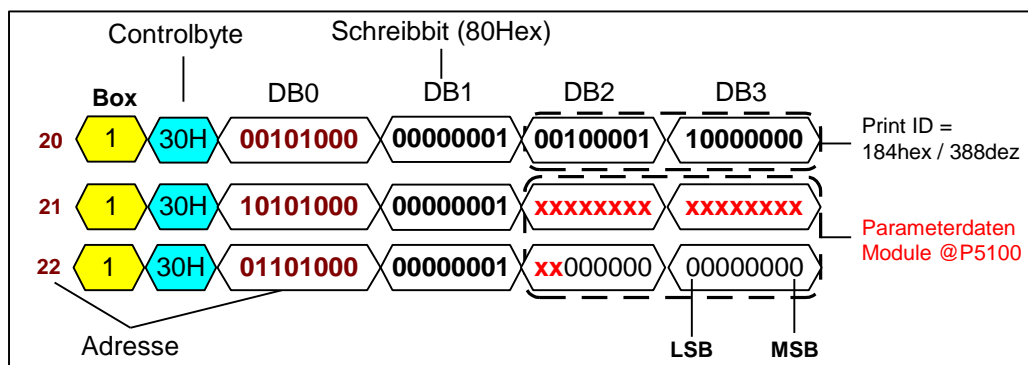 Controlbyte Schreibbit (80Hex)
Box DB0 DB1 DB2 DB3
20 1 30H 00101000 00000001 00100001 10000000 Print ID =
184hex / 388dez
21 1 30H 10101000 00000001 xxxxxxxx xxxxxxxx Parameterdaten
Module @P5100
22 1 30H 01101000 00000001 xx000000 00000000
Adresse LSB MSB